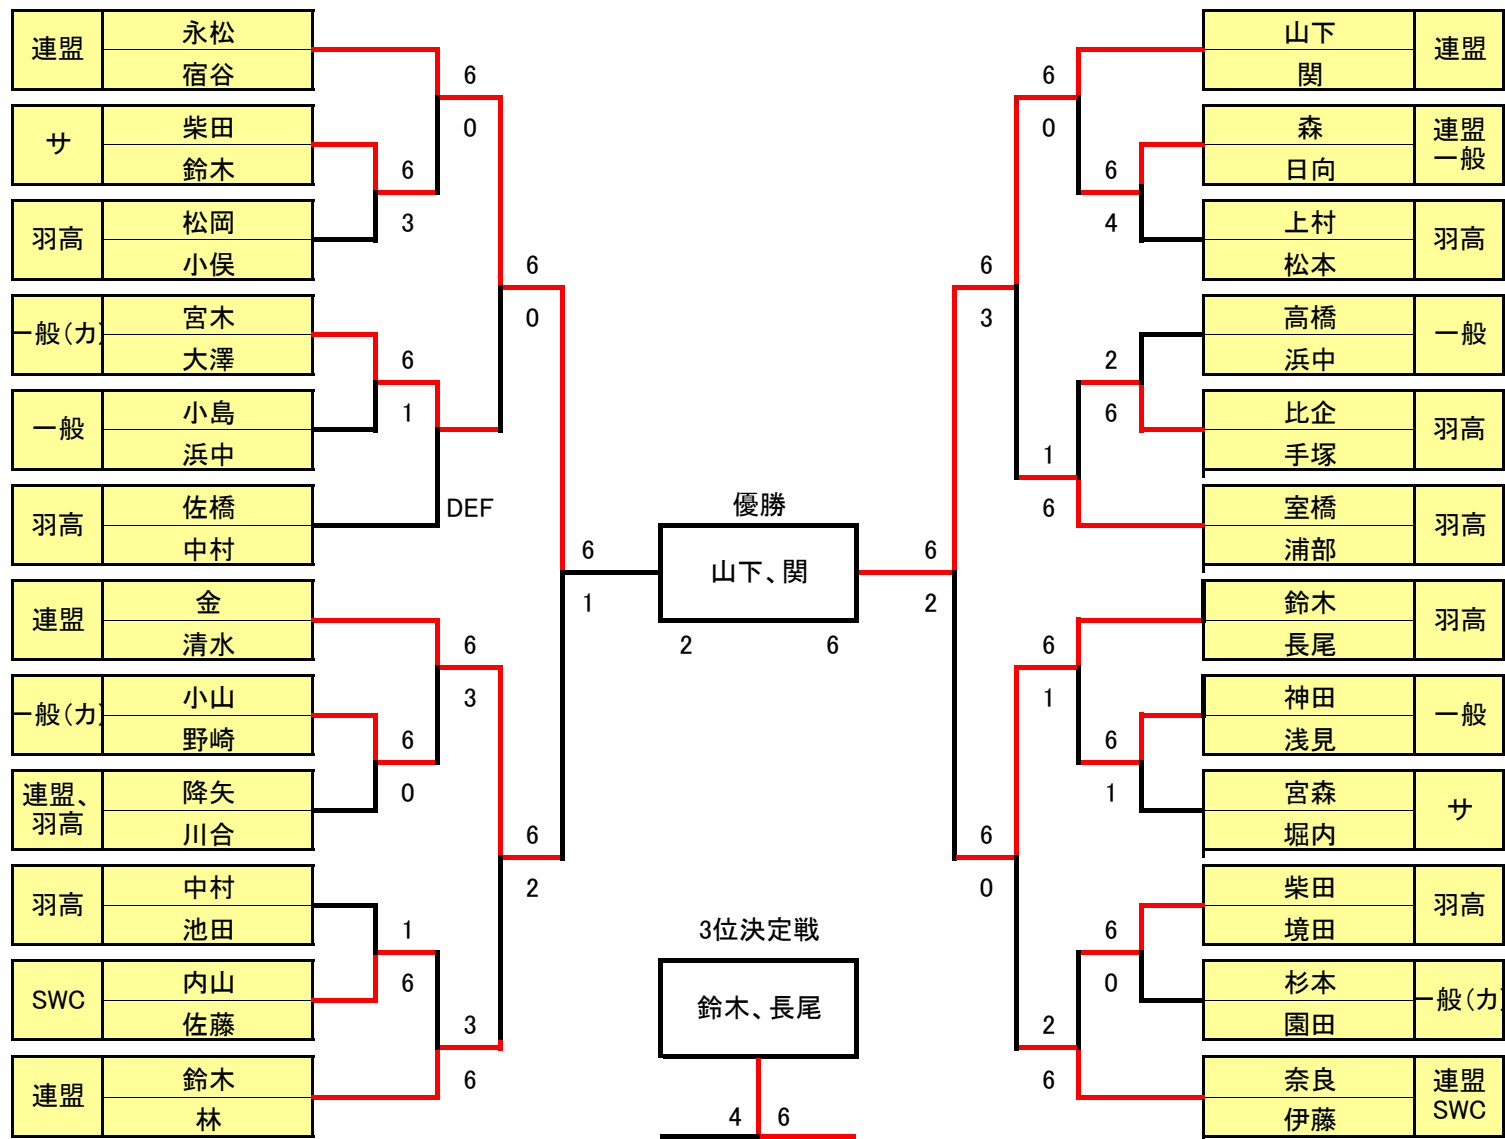 連盟
永松
宿谷
サ
柴田
鈴木
羽高
松岡
小俣
一般(カ)
宮木
大澤
一般
小島
浜中
羽高
佐橋
中村
連盟
金
清水
一般(カ)
小山
野崎
連盟、
羽高
降矢
川合
羽高
中村
池田
SWC
内山
佐藤
連盟
鈴木
林
6
3
6
1
6
0
1
6
6
0
DEF
6
3
3
6
6
0
6
2
6
1
優勝
山下、関
2
6
3位決定戦
鈴木、長尾
4
6
6
2
6
3
6
0
6
0
1
6
6
1
2
6
6
4
2
6
6
1
6
0
山下
関
連盟
森
日向
連盟
一般
上村
松本
羽高
高橋
浜中
一般
比企
手塚
羽高
室橋
浦部
羽高
鈴木
長尾
羽高
神田
浅見
一般
宮森
堀内
サ
柴田
境田
羽高
杉本
園田
一般(カ)
奈良
伊藤
連盟
SWC